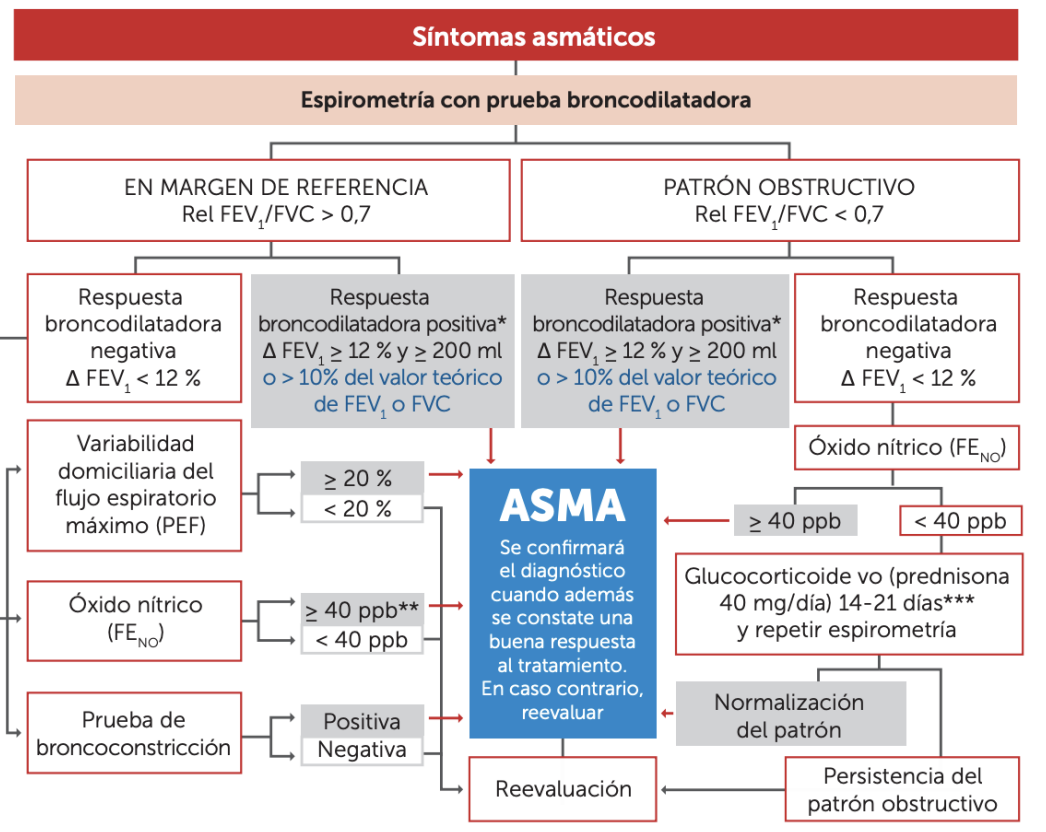 Síntomas asmáticos
Espirometría con prueba broncodilatadora
EN MARGEN DE REFERENCIA
Rel FEV₁/FVC > 0,7
PATRÓN OBSTRUCTIVO
Rel FEV₁/FVC < 0,7
Respuesta
broncodilatadora
negativa
Δ FEV₁ < 12 %
Respuesta
broncodilatadora positiva*
Δ FEV₁ ≥ 12 % y ≥ 200 ml
o > 10% del valor teórico
de FEV₁ o FVC
Respuesta
broncodilatadora positiva*
Δ FEV₁ ≥ 12 % y ≥ 200 ml
o > 10% del valor teórico
de FEV₁ o FVC
Respuesta
broncodilatadora
negativa
Δ FEV₁ < 12 %
Variabilidad
domiciliaria del
flujo espiratorio
máximo (PEF)
≥ 20 %
< 20 %
Óxido nítrico
(FE_NO)
≥ 40 ppb**
< 40 ppb
Prueba de
broncoconstricción
Positiva
Negativa
ASMA
Se confirmará
el diagnóstico
cuando además
se constate una
buena respuesta
al tratamiento.
En caso contrario,
reevaluar
Reevaluación
Óxido nítrico (FE_NO)
≥ 40 ppb
< 40 ppb
Glucocorticoide vo (prednisona
40 mg/día) 14-21 días***
y repetir espirometría
Normalización
del patrón
Persistencia del
patrón obstructivo